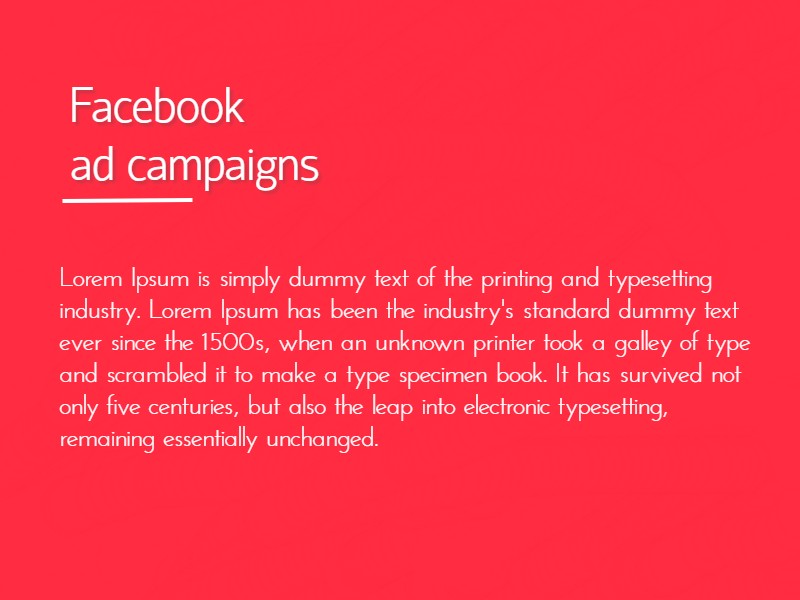 Facebook
ad campaigns
Lorem Ipsum is simply dummy text of the printing and typesetting
industry. Lorem Ipsum has been the industry's standard dummy text
ever since the 1500s, when an unknown printer took a galley of type
and scrambled it to make a type specimen book. It has survived not
only five centuries, but also the leap into electronic typesetting,
remaining essentially unchanged.